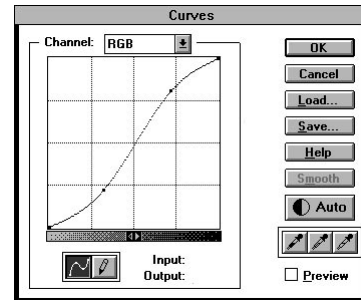 Curves
Channel: RGB
OK
Cancel
Load...
Save...
Help
Smooth
Auto
Input:
Output:
Preview